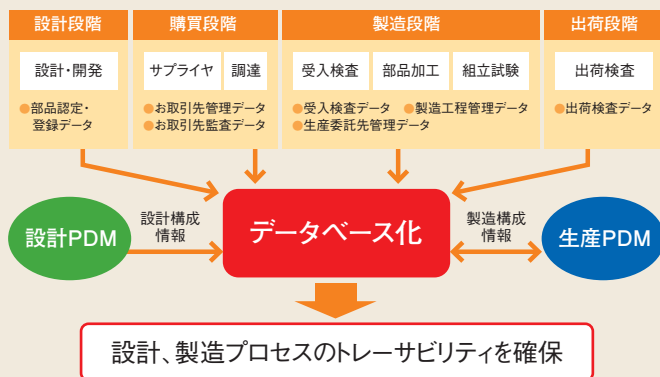 設計段階
購買段階
製造段階
出荷段階
設計・開発
サプライヤ
調達
受入検査
部品加工
組立試験
出荷検査
●部品認定・
登録データ
●お取引先管理データ
●お取引先監査データ
●受入検査データ ●製造工程管理データ
●生産委託先管理データ
●出荷検査データ
設計PDM
設計構成
情報
データベース化
製造構成
情報
生産PDM
設計、製造プロセスのトレーサビリティを確保